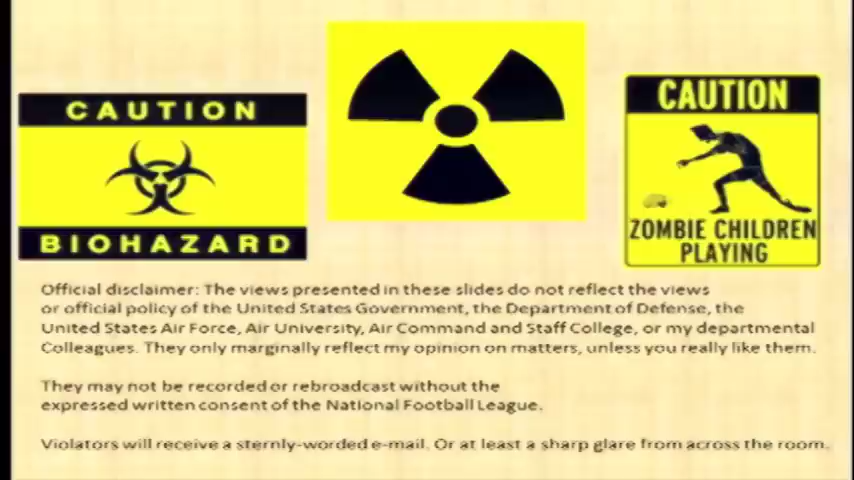 CAUTION
BIOHAZARD
CAUTION
ZOMBIE CHILDREN
PLAYING
Official disclaimer: The views presented in these slides do not reflect the views
or official policy of the United States Government, the Department of Defense, the
United States Air Force, Air University, Air Command and Staff College, or my departmental
Colleagues. They only marginally reflect my opinion on matters, unless you really like them.
They may not be recorded or rebroadcast without the
expressed written consent of the National Football League.
Violators will receive a sternly-worded e-mail. Or at least a sharp glare from across the room.